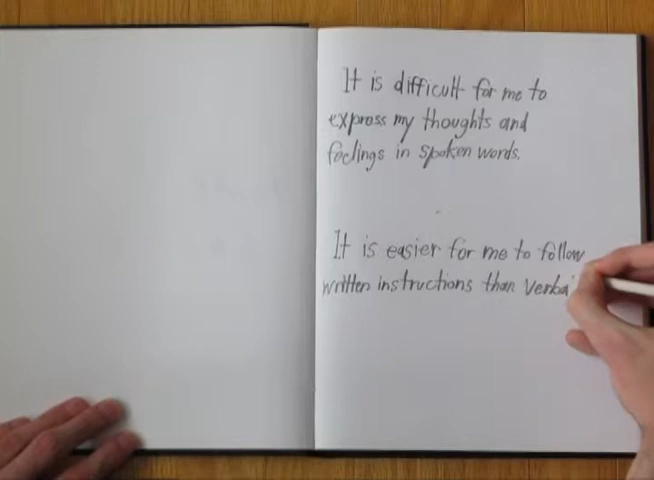 It is difficult for me to
express my thoughts and
feelings in spoken words.
It is easier for me to follow
written instructions than verba